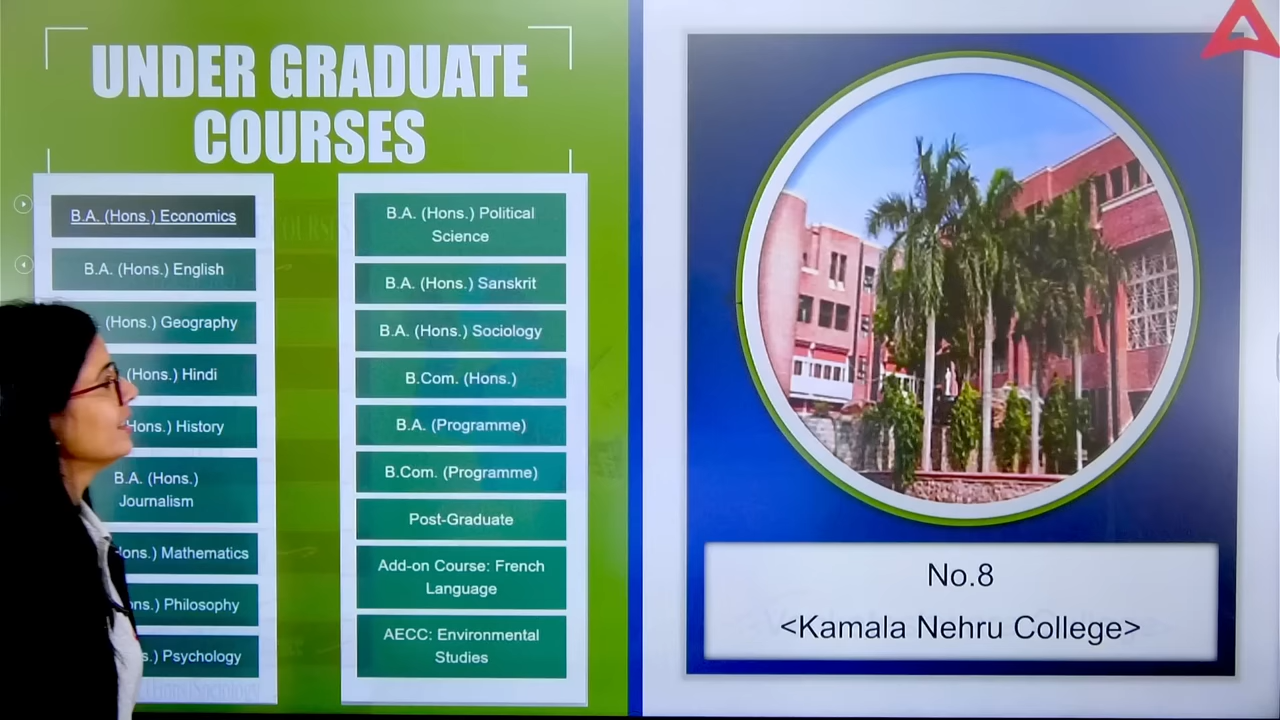 UNDER GRADUATE
COURSES
B.A. (Hons.) Economics
B.A. (Hons.) English
(Hons.) Geography
(Hons.) Hindi
Hons.) History
B.A. (Hons.)
Journalism
Hons.) Mathematics
ns.) Philosophy
s.) Psychology
B.A. (Hons.) Political
Science
B.A. (Hons.) Sanskrit
B.A. (Hons.) Sociology
B.Com. (Hons.)
B.A. (Programme)
B.Com. (Programme)
Post-Graduate
Add-on Course: French
Language
AECC: Environmental
Studies
No.8
<Kamala Nehru College>